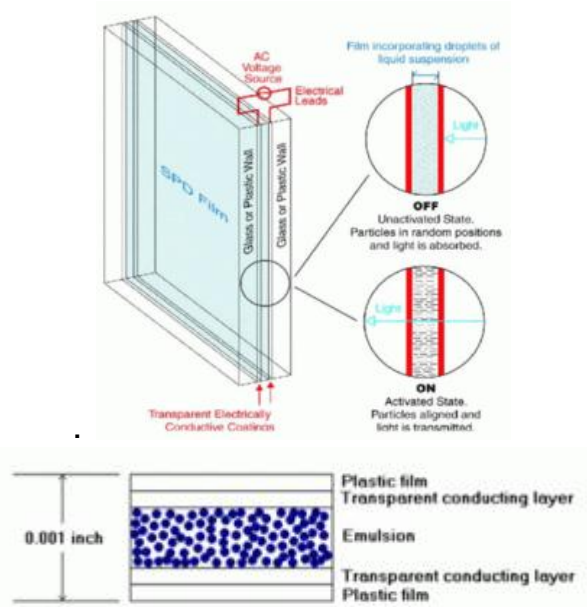 AC
Voltage
Source
Electrical
Leads
SPD Film
Glass or Plastic Wall
Glass or Plastic Wall
Transparent Electrically
Conductive Coatings
Film incorporating droplets of
liquid suspension
Light
OFF
Unactivated State.
Particles in random positions
and light is absorbed.
Light
ON
Activated State.
Particles aligned and
light is transmitted.
.
0.001 inch
Plastic film
Transparent conducting layer
Emulsion
Transparent conducting layer
Plastic film